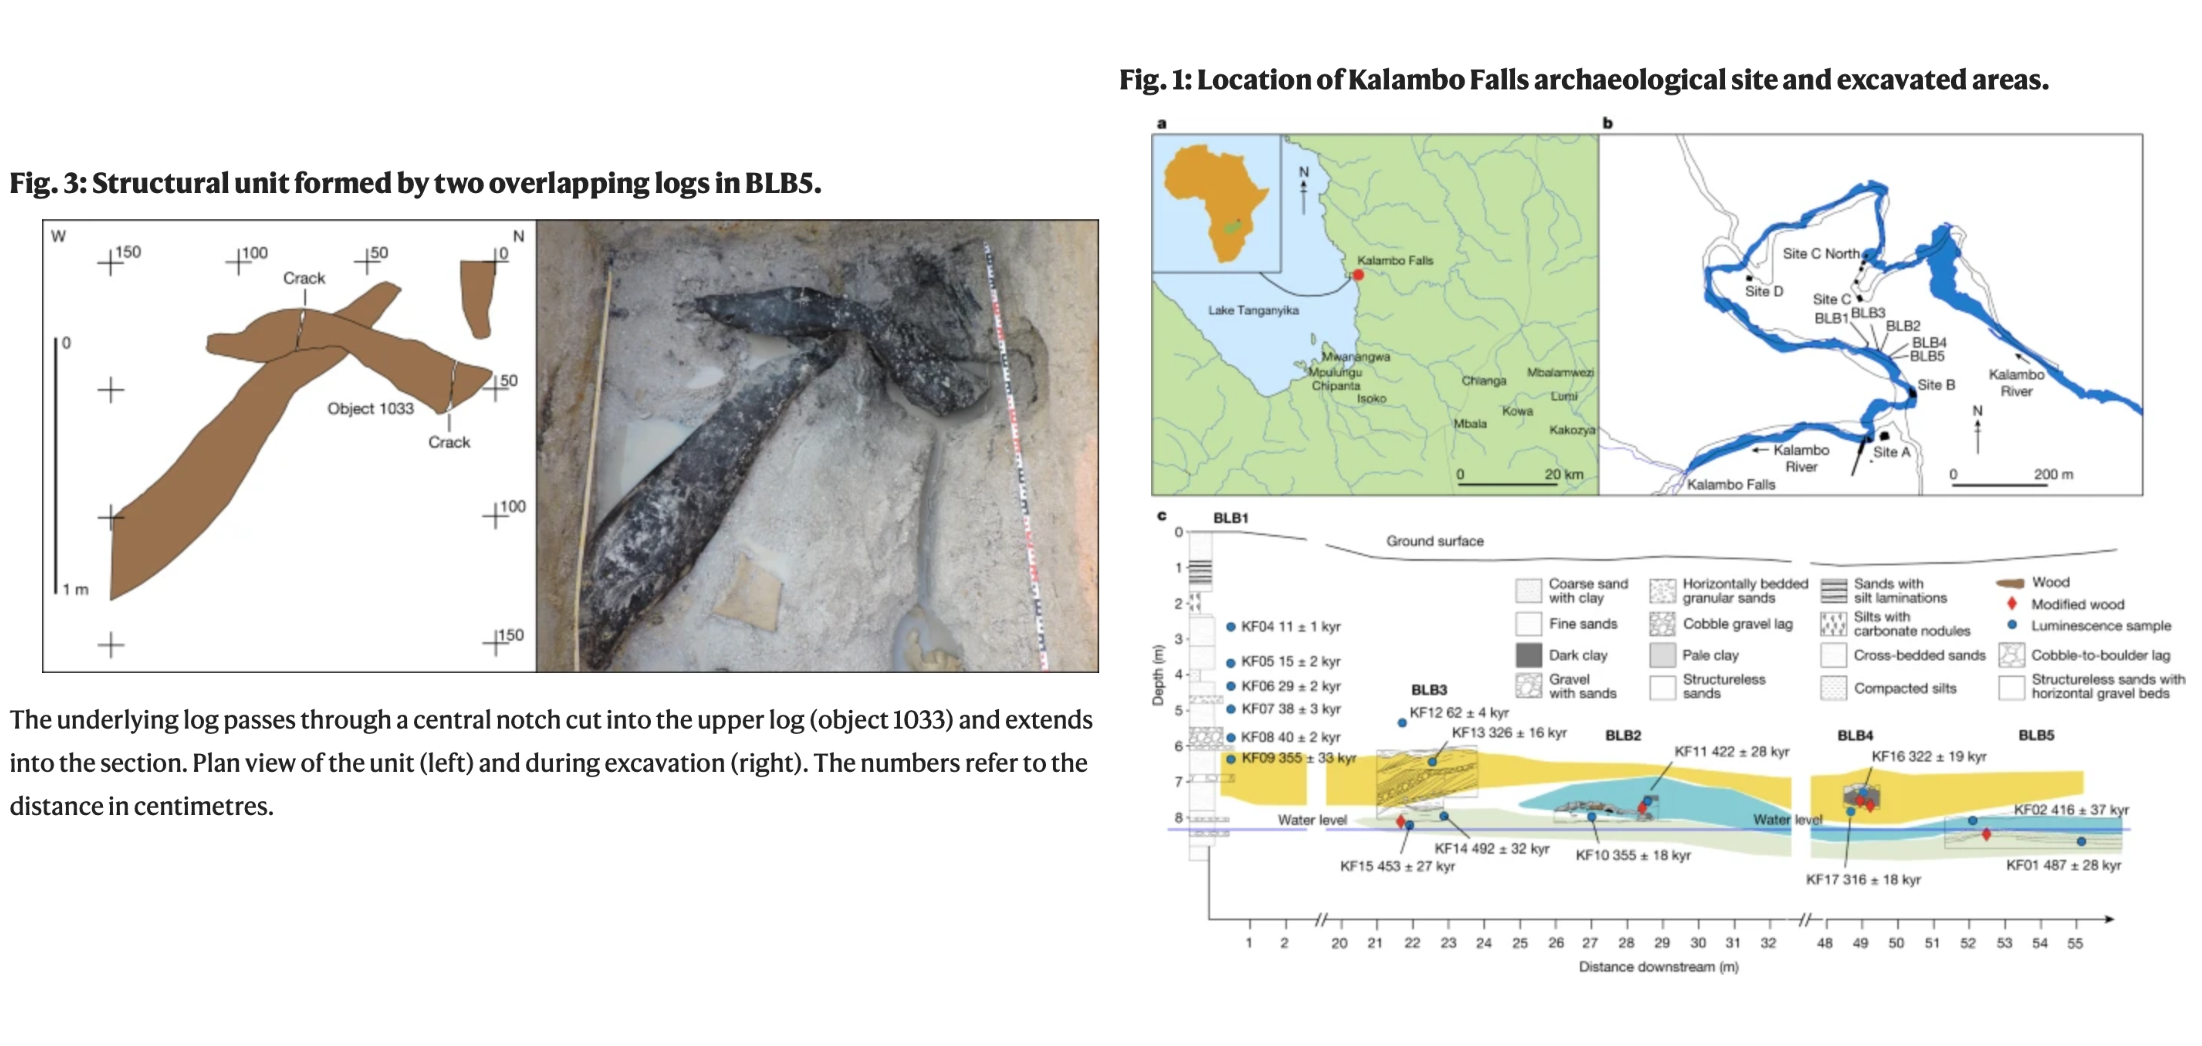 Fig. 3: Structural unit formed by two overlapping logs in BLB5.
W
N
150
100
50
0
Crack
0
Object 1033
50
Crack
1 m
100
150
The underlying log passes through a central notch cut into the upper log (object 1033) and extends
into the section. Plan view of the unit (left) and during excavation (right). The numbers refer to the
distance in centimetres.
Fig. 1: Location of Kalambo Falls archaeological site and excavated areas.
a
N
Kalambo Falls
Lake Tanganyika
Mwanangwa
Mpulungu
Chipanta
Isoko
Chianga
Mbalamwezi
Lumi
Kowa
Mbala
Kakozya
0
20 km
b
Site C North
Site D
Site C
BLB1
BLB3
BLB2
BLB4
BLB5
Site B
Kalambo
River
N
Kalambo
River
Site A
Kalambo Falls
0
200 m
c
BLB1
Ground surface
Depth (m)
0
1
2
3
4
5
6
7
8
Coarse sand
with clay
Fine sands
Dark clay
Gravel
with sands
Horizontally bedded
granular sands
Cobble gravel lag
Pale clay
Structureless
sands
Sands with
silt laminations
Silts with
carbonate nodules
Cross-bedded sands
Compacted silts
Wood
Modified wood
Luminescence sample
Cobble-to-boulder lag
Structureless sands with
horizontal gravel beds
KF04 11 ± 1 kyr
KF05 15 ± 2 kyr
KF06 29 ± 2 kyr
KF07 38 ± 3 kyr
KF08 40 ± 2 kyr
KF09 355 ± 33 kyr
BLB3
KF12 62 ± 4 kyr
KF13 326 ± 16 kyr
BLB2
KF11 422 ± 28 kyr
BLB4
KF16 322 ± 19 kyr
BLB5
KF02 416 ± 37 kyr
Water level
Water level
KF14 492 ± 32 kyr
KF15 453 ± 27 kyr
KF10 355 ± 18 kyr
KF17 316 ± 18 kyr
KF01 487 ± 28 kyr
1 2 20 21 22 23 24 25 26 27 28 29 30 31 32 48 49 50 51 52 53 54 55
Distance downstream (m)